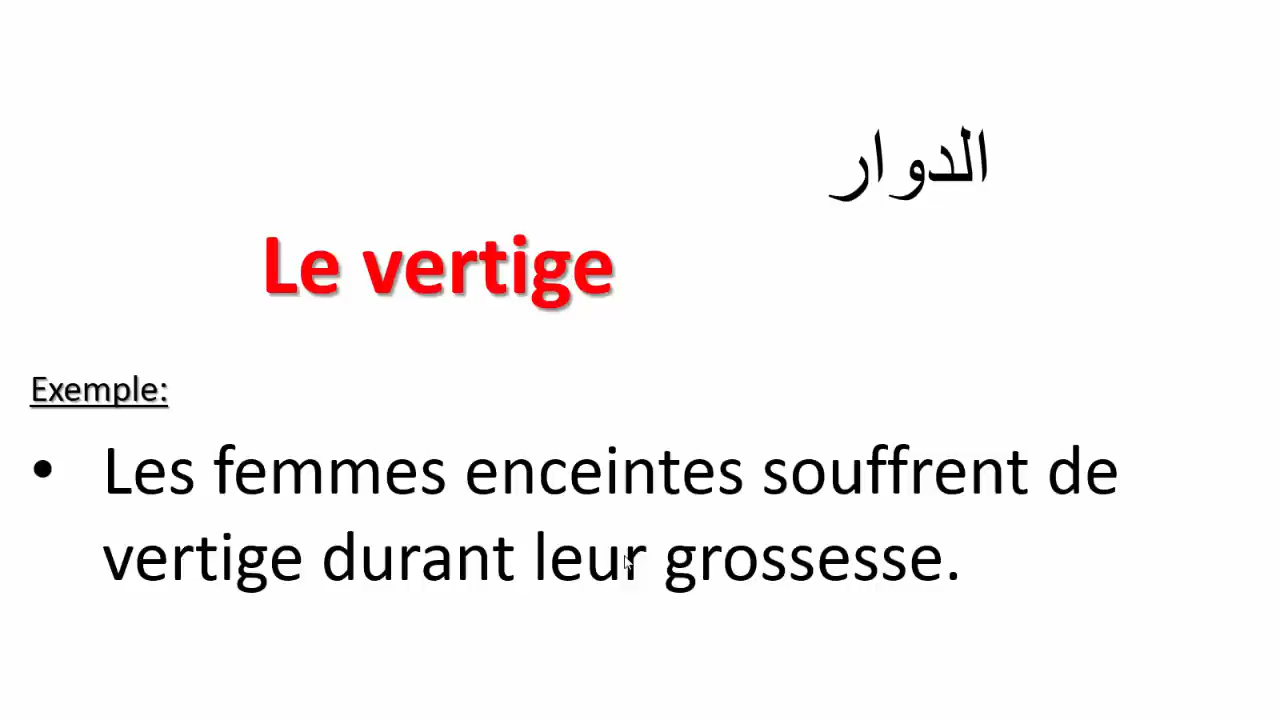 الدوار
Le vertige
Exemple:
• Les femmes enceintes souffrent de
vertige durant leur grossesse.